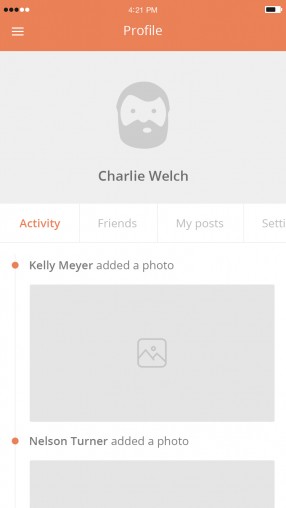 4:21 PM
Profile
Charlie Welch
Activity Friends My posts Setti
Kelly Meyer added a photo
Nelson Turner added a photo